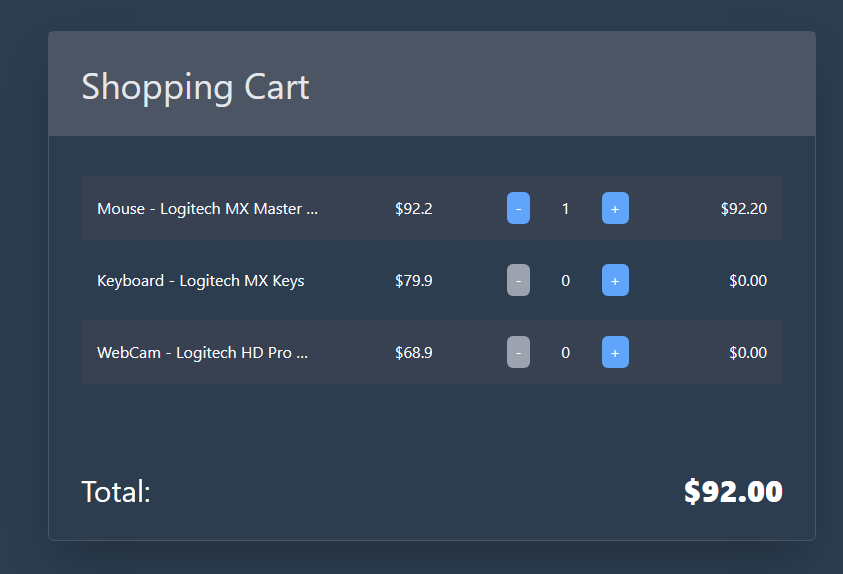 Shopping Cart
Mouse - Logitech MX Master ... $92.2 - 1 + $92.20
Keyboard - Logitech MX Keys $79.9 - 0 + $0.00
WebCam - Logitech HD Pro ... $68.9 - 0 + $0.00
Total: $92.00